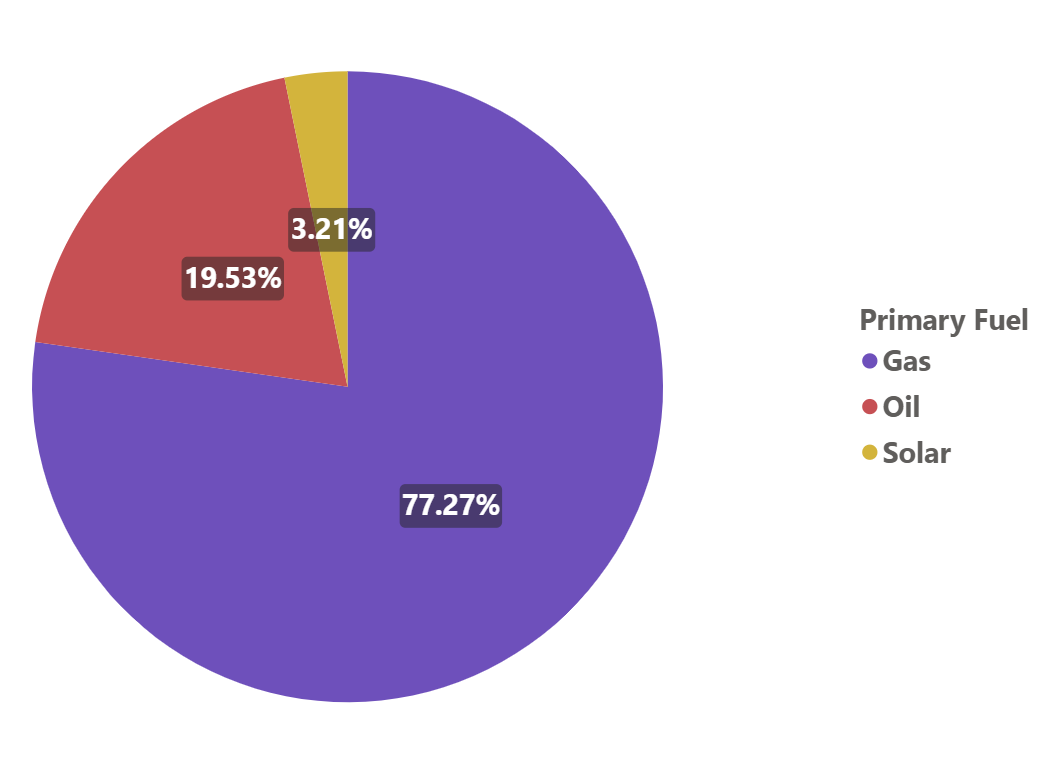 3.21%
19.53%
77.27%
Primary Fuel
Gas
Oil
Solar